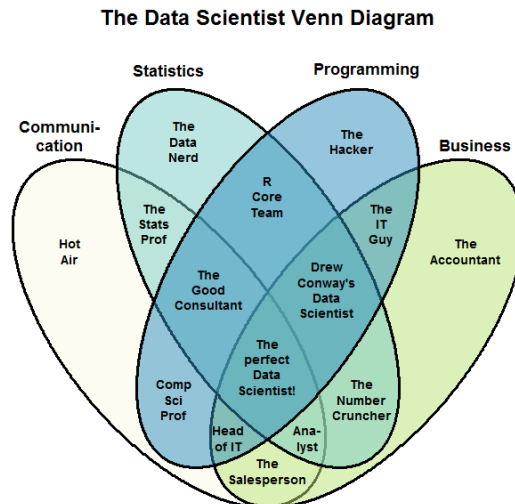 The Data Scientist Venn Diagram
Statistics
Programming
Communi-
cation
Business
The
Data
Nerd
The
Hacker
R
Core
Team
The
Stats
Prof
The
IT
Guy
Hot
Air
The
Accountant
The
Good
Consultant
Drew
Conway's
Data
Scientist
The
perfect
Data
Scientist!
Comp
Sci
Prof
The
Number
Cruncher
Head
of IT
Ana-
lyst
The
Salesperson